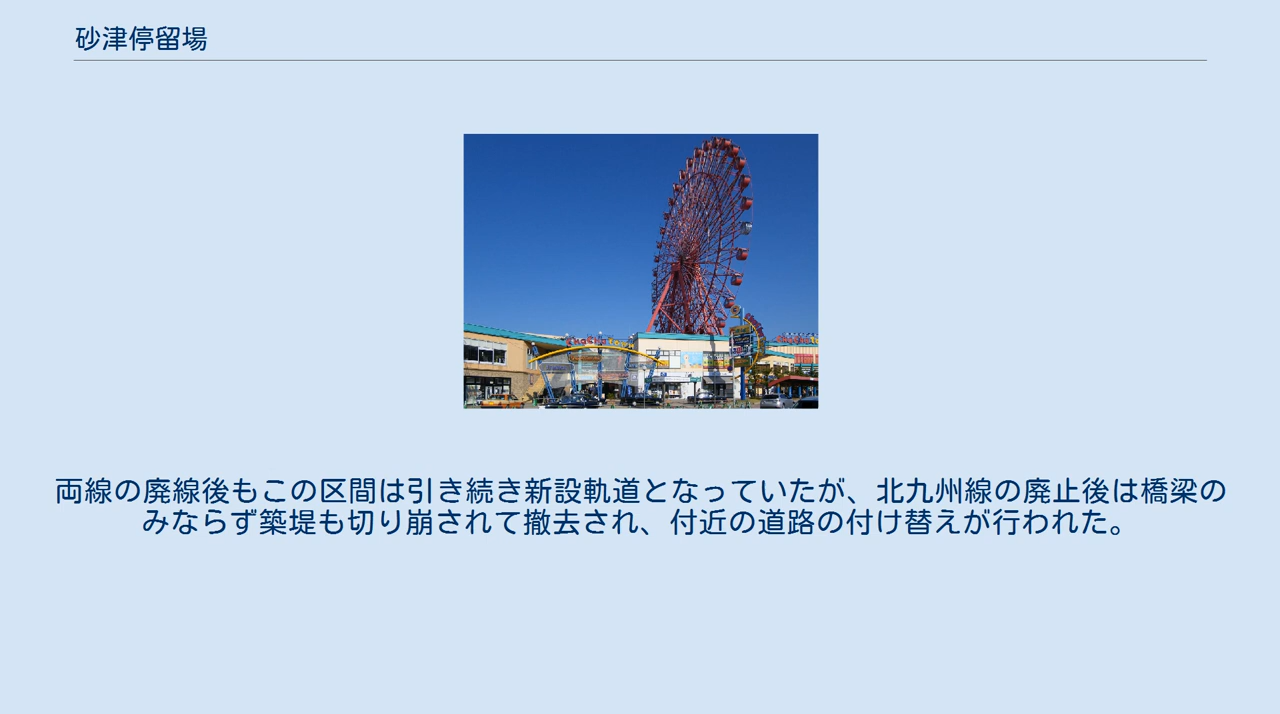 砂津停留場
chacha town
両線の廃線後もこの区間は引き続き新設軌道となっていたが、北九州線の廃止後は橋梁の
みならず築堤も切り崩されて撤去され、付近の道路の付け替えが行われた。